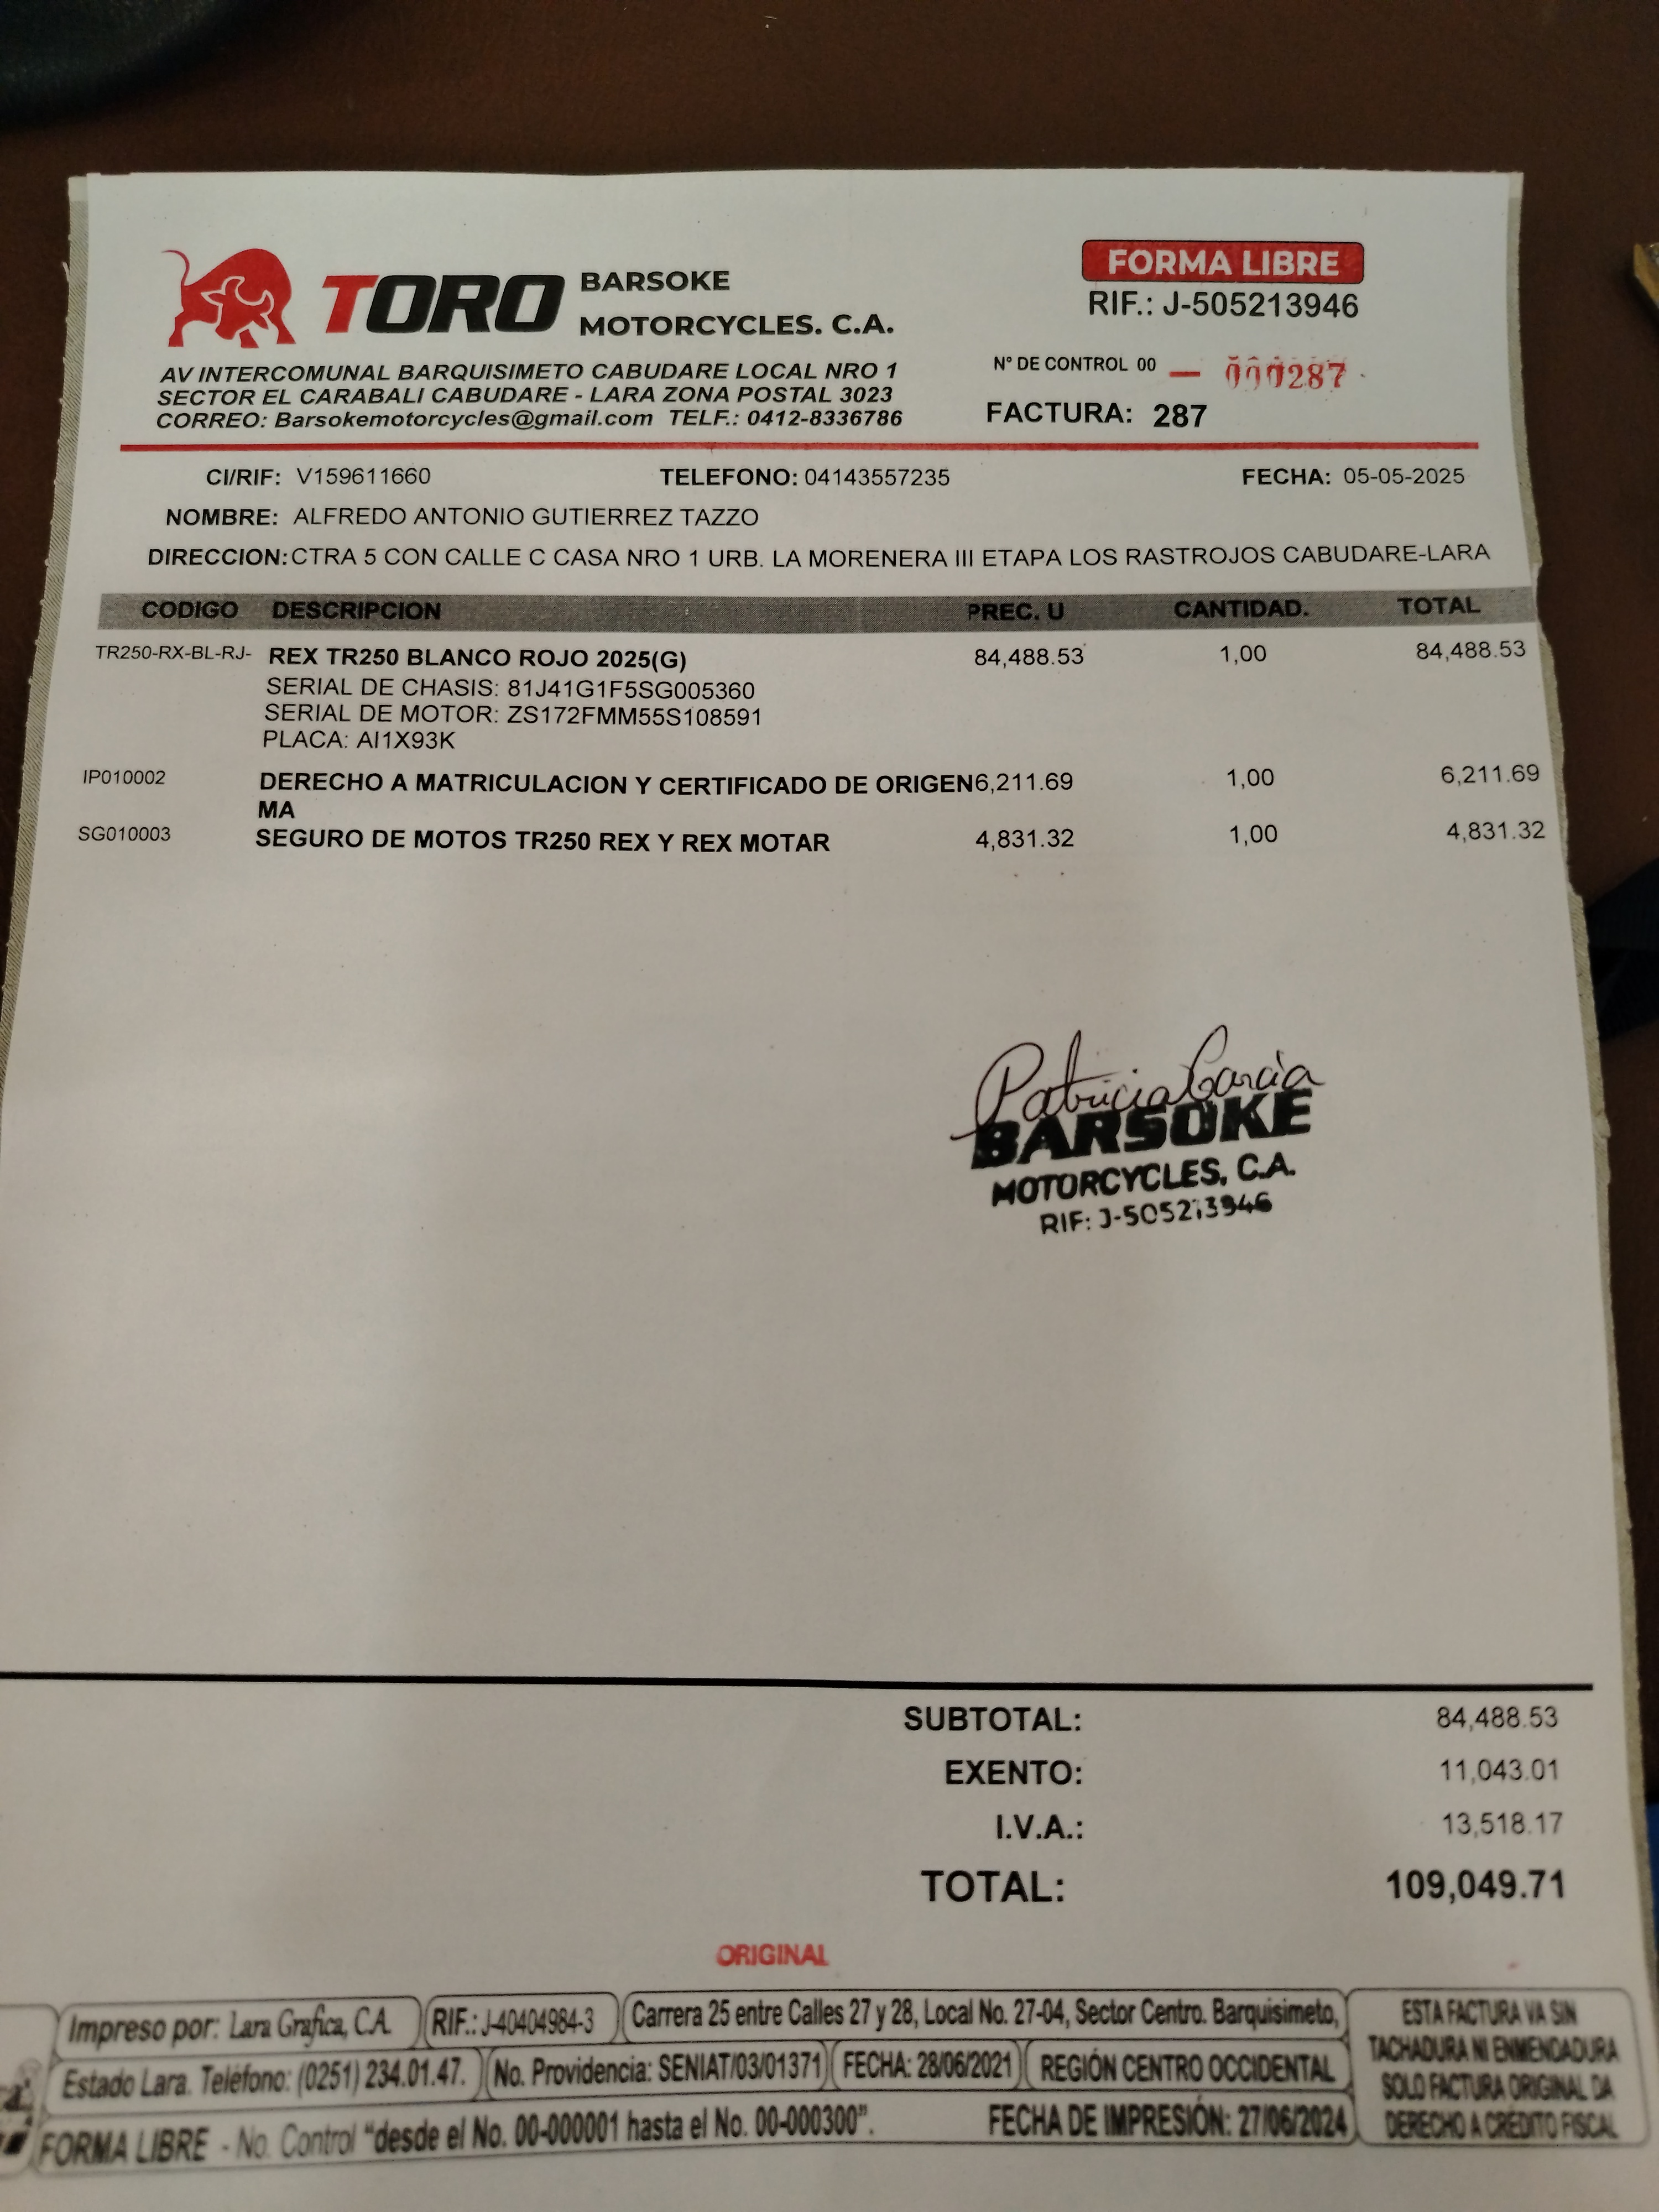 TORO BARSOKE
MOTORCYCLES. C.A.
FORMA LIBRE
RIF.: J-505213946
AV INTERCOMUNAL BARQUISIMETO CABUDARE LOCAL NRO 1
SECTOR EL CARABALI CABUDARE - LARA ZONA POSTAL 3023
CORREO: Barsokemotorcycles@gmail.com TELF.: 0412-8336786
N° DE CONTROL 00 — 000287
FACTURA: 287
CI/RIF: V159611660 TELEFONO: 04143557235 FECHA: 05-05-2025
NOMBRE: ALFREDO ANTONIO GUTIERREZ TAZZO
DIRECCION: CTRA 5 CON CALLE C CASA NRO 1 URB. LA MORENERA III ETAPA LOS RASTROJOS CABUDARE-LARA
CODIGO DESCRIPCION PREC. U CANTIDAD. TOTAL
TR250-RX-BL-RJ- REX TR250 BLANCO ROJO 2025(G) 84,488.53 1,00 84,488.53
SERIAL DE CHASIS: 81J41G1F5SG005360
SERIAL DE MOTOR: ZS172FMM55S108591
PLACA: AI1X93K
IP010002 DERECHO A MATRICULACION Y CERTIFICADO DE ORIGEN 6,211.69 1,00 6,211.69
MA
SG010003 SEGURO DE MOTOS TR250 REX Y REX MOTAR 4,831.32 1,00 4,831.32
Patricia Garcia
BARSOKE
MOTORCYCLES, C.A.
RIF: J-505213946
SUBTOTAL: 84,488.53
EXENTO: 11,043.01
I.V.A.: 13,518.17
TOTAL: 109,049.71
ORIGINAL
Impreso por: Lara Grafica, C.A. RIF.: J-40404984-3 Carrera 25 entre Calles 27 y 28, Local No. 27-04, Sector Centro. Barquisimeto,
Estado Lara. Teléfono: (0251) 234.01.47. No. Providencia: SENIAT/03/01371 FECHA: 28/06/2021 REGIÓN CENTRO OCCIDENTAL
FORMA LIBRE - No. Control "desde el No. 00-000001 hasta el No. 00-000300". FECHA DE IMPRESIÓN: 27/06/2024
ESTA FACTURA VA SIN
TACHADURA NI ENMENDADURA
SOLO FACTURA ORIGINAL DA
DERECHO A CRÉDITO FISCAL